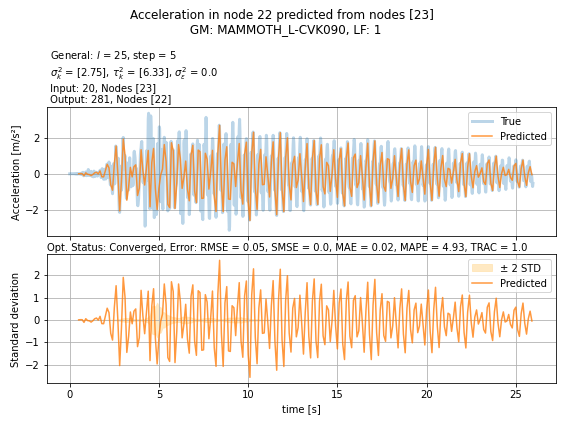 Acceleration in node 22 predicted from nodes [23]
GM: MAMMOTH_L-CVK090, LF: 1
General: l = 25, step = 5
σ²ₖ = [2.75], τ²ₖ = [6.33], σ²ε = 0.0
Input: 20, Nodes [23]
Output: 281, Nodes [22]
Acceleration [m/s²]
2
0
−2
True
Predicted
Opt. Status: Converged, Error: RMSE = 0.05, SMSE = 0.0, MAE = 0.02, MAPE = 4.93, TRAC = 1.0
Standard deviation
2
1
0
−1
−2
± 2 STD
Predicted
0 5 10 15 20 25
time [s]